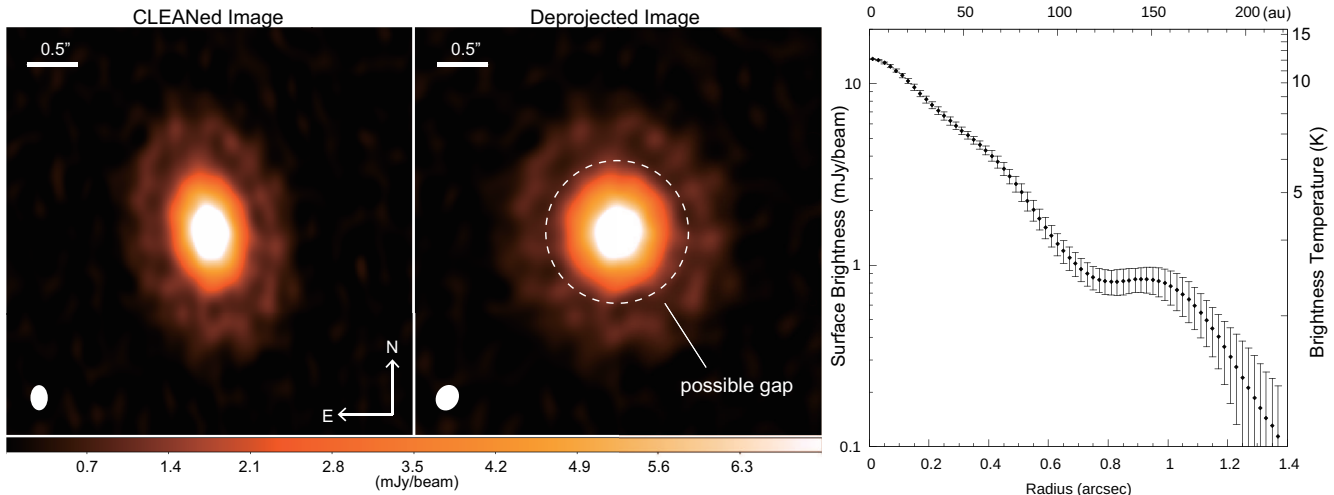 CLEANed Image
0.5”
N
E
Deprojected Image
0.5”
possible gap
0.7 1.4 2.1 2.8 3.5 4.2 4.9 5.6 6.3
(mJy/beam)
0 50 100 150 200 (au)
Surface Brightness (mJy/beam)
10
1
0.1
15
10
5
Brightness Temperature (K)
0 0.2 0.4 0.6 0.8 1 1.2 1.4
Radius (arcsec)